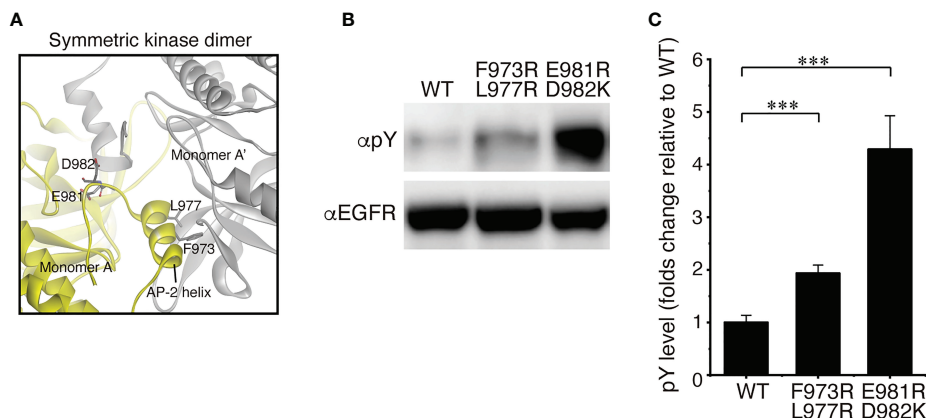 A
Symmetric kinase dimer
D982
E981
Monomer A'
L977
F973
Monomer A
AP-2 helix
B
WT
F973R
L977R
E981R
D982K
αpY
αEGFR
C
pY level (folds change relative to WT)
7
6
5
4
3
2
1
0
***
***
WT
F973R
L977R
E981R
D982K